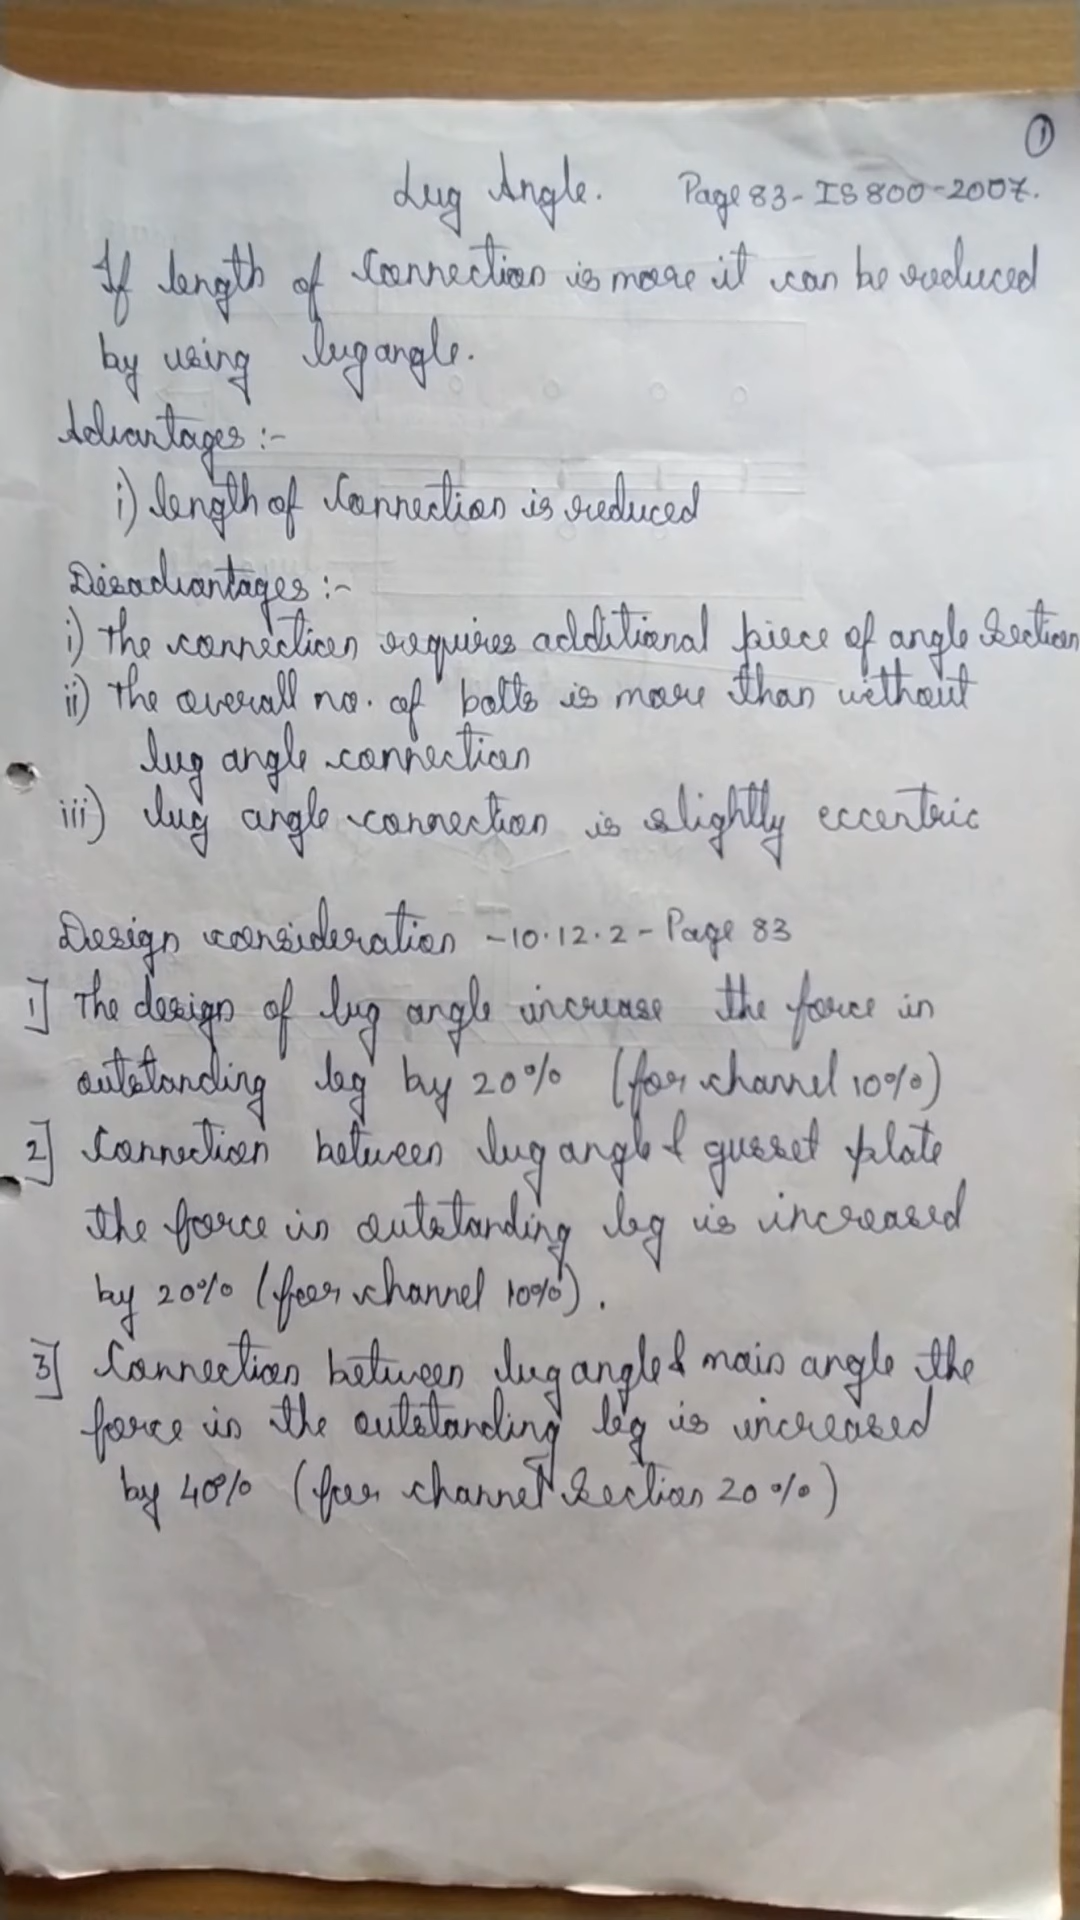 1
Lug Angle. Page 83- IS 800-2007.
If length of connection is more it can be reduced
by using lug angle.
Advantages :-
i) length of connection is reduced
Disadvantages :-
i) the connection requires additional piece of angle section
ii) the overall no. of bolts is more than without
lug angle connection
iii) lug angle connection is slightly eccentric
Design consideration -10.12.2- Page 83
1] The design of lug angle increase the force in
outstanding leg by 20% (for channel 10%)
2] Connection between lug angle & gusset plate
the force in outstanding leg is increased
by 20% (for channel 10%).
3] Connection between lug angle & main angle the
force in the outstanding leg is increased
by 40% (for channel section 20%)